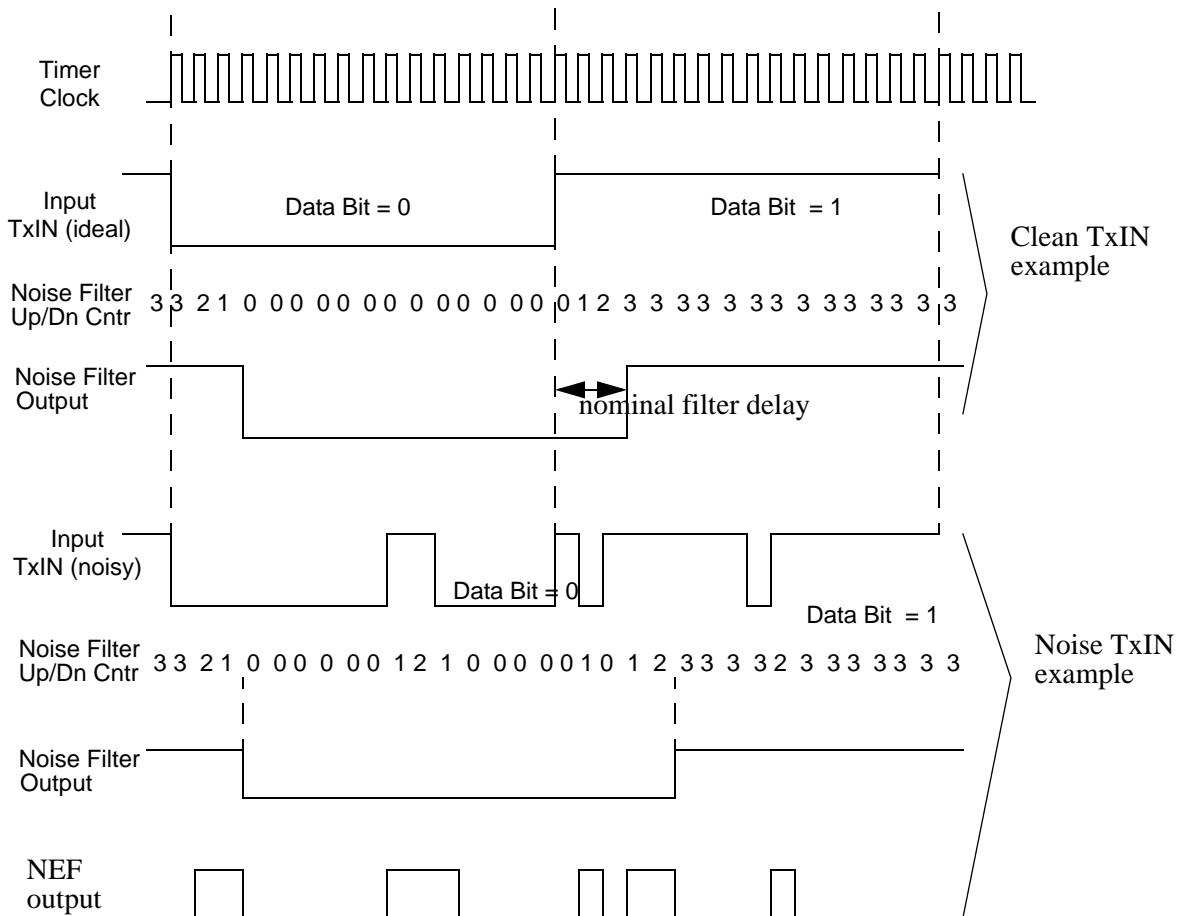 Timer
Clock
Input
TxIN (ideal)
Data Bit = 0
Data Bit = 1
Clean TxIN
example
Noise Filter
Up/Dn Cntr
3 3 2 1 0 0 0 0 0 0 0 0 0 0 0 0 0 0 1 2 3 3 3 3 3 3 3 3 3 3 3 3 3 3
Noise Filter
Output
nominal filter delay
Input
TxIN (noisy)
Data Bit = 0
Data Bit = 1
Noise Filter
Up/Dn Cntr
3 3 2 1 0 0 0 0 0 0 1 2 1 0 0 0 0 0 1 0 1 2 3 3 3 3 2 3 3 3 3 3 3 3
Noise TxIN
example
Noise Filter
Output
NEF
output